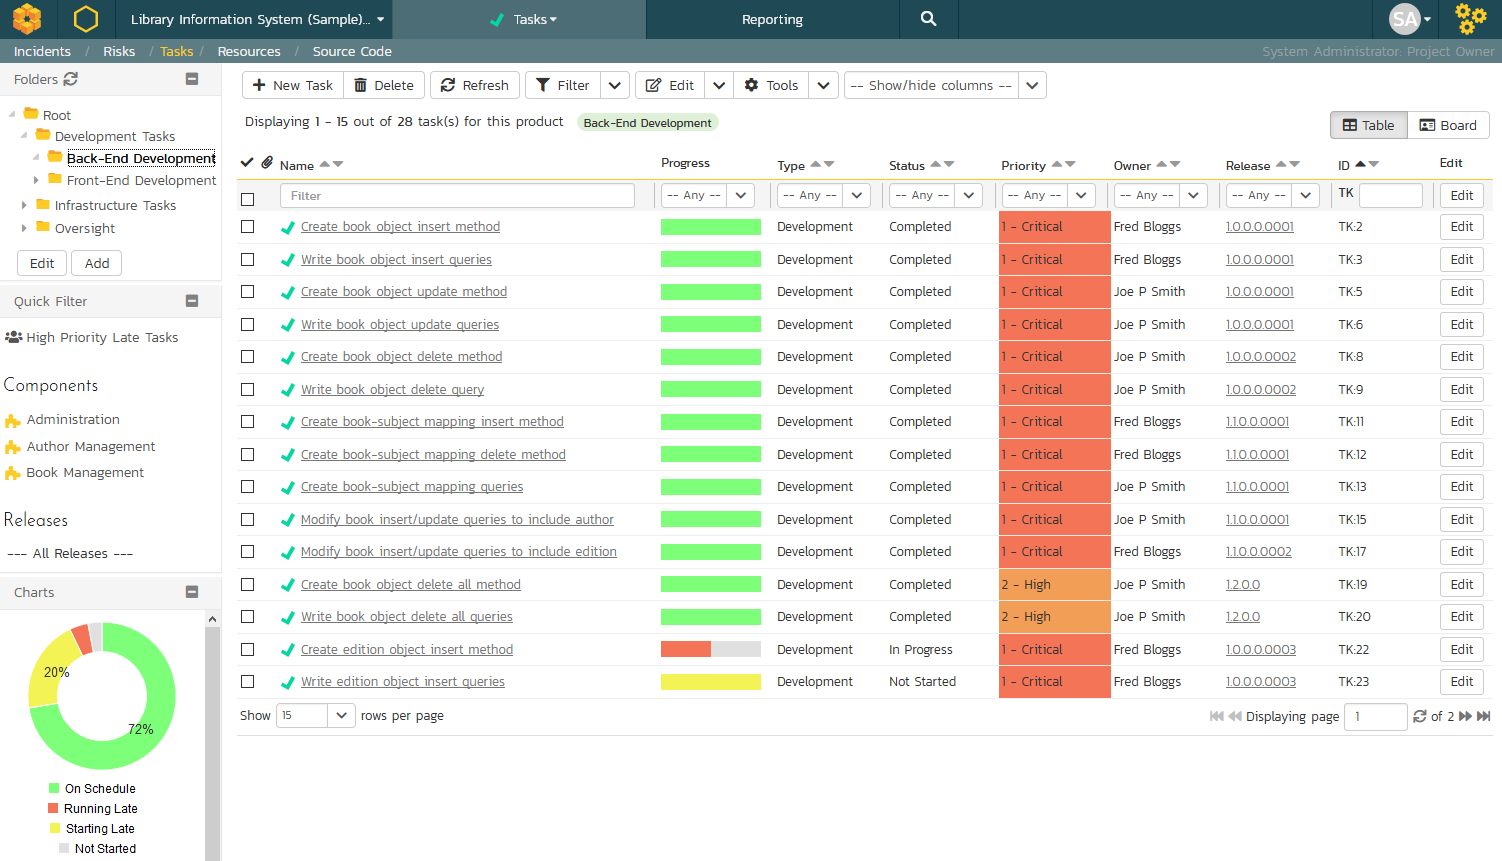 Library Information System (Sample)...
Tasks
Reporting
SA
Incidents / Risks / Tasks / Resources / Source Code
System Administrator: Project Owner
Folders
Root
Development Tasks
Back-End Development
Front-End Development
Infrastructure Tasks
Oversight
Edit Add
Quick Filter
High Priority Late Tasks
Components
Administration
Author Management
Book Management
Releases
--- All Releases ---
Charts
20%
72%
On Schedule
Running Late
Starting Late
Not Started
New Task Delete Refresh Filter Edit Tools -- Show/hide columns --
Displaying 1 - 15 out of 28 task(s) for this product Back-End Development
Table Board
Name Progress Type Status Priority Owner Release ID Edit
Filter -- Any -- -- Any -- -- Any -- -- Any -- -- Any -- -- Any -- TK Edit
Create book object insert method Development Completed 1 - Critical Fred Bloggs 1.0.0.0.0001 TK:2 Edit
Write book object insert queries Development Completed 1 - Critical Fred Bloggs 1.0.0.0.0001 TK:3 Edit
Create book object update method Development Completed 1 - Critical Joe P Smith 1.0.0.0.0001 TK:5 Edit
Write book object update queries Development Completed 1 - Critical Joe P Smith 1.0.0.0.0001 TK:6 Edit
Create book object delete method Development Completed 1 - Critical Joe P Smith 1.0.0.0.0002 TK:8 Edit
Write book object delete query Development Completed 1 - Critical Joe P Smith 1.0.0.0.0002 TK:9 Edit
Create book-subject mapping insert method Development Completed 1 - Critical Fred Bloggs 1.1.0.0.0001 TK:11 Edit
Create book-subject mapping delete method Development Completed 1 - Critical Fred Bloggs 1.1.0.0.0001 TK:12 Edit
Create book-subject mapping queries Development Completed 1 - Critical Joe P Smith 1.1.0.0.0001 TK:13 Edit
Modify book insert/update queries to include author Development Completed 1 - Critical Joe P Smith 1.1.0.0.0001 TK:15 Edit
Modify book insert/update queries to include edition Development Completed 1 - Critical Fred Bloggs 1.1.0.0.0002 TK:17 Edit
Create book object delete all method Development Completed 2 - High Joe P Smith 1.2.0.0 TK:19 Edit
Write book object delete all queries Development Completed 2 - High Joe P Smith 1.2.0.0 TK:20 Edit
Create edition object insert method Development In Progress 1 - Critical Fred Bloggs 1.0.0.0.0003 TK:22 Edit
Write edition object insert queries Development Not Started 1 - Critical Fred Bloggs 1.0.0.0.0003 TK:23 Edit
Show 15 rows per page
Displaying page 1 of 2